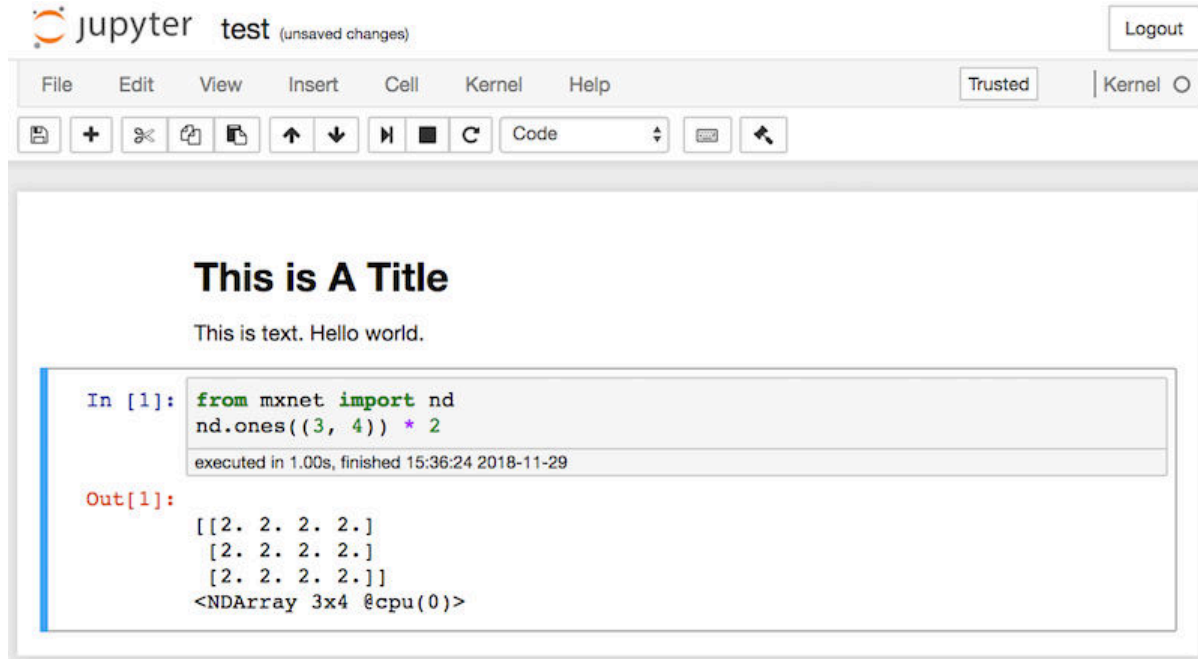 jupyter test (unsaved changes) Logout
File Edit View Insert Cell Kernel Help Trusted Kernel
Code
This is A Title
This is text. Hello world.
In [1]: from mxnet import nd
nd.ones((3, 4)) * 2
executed in 1.00s, finished 15:36:24 2018-11-29
Out[1]:
[[2. 2. 2. 2.]
[2. 2. 2. 2.]
[2. 2. 2. 2.]]
<NDArray 3x4 @cpu(0)>